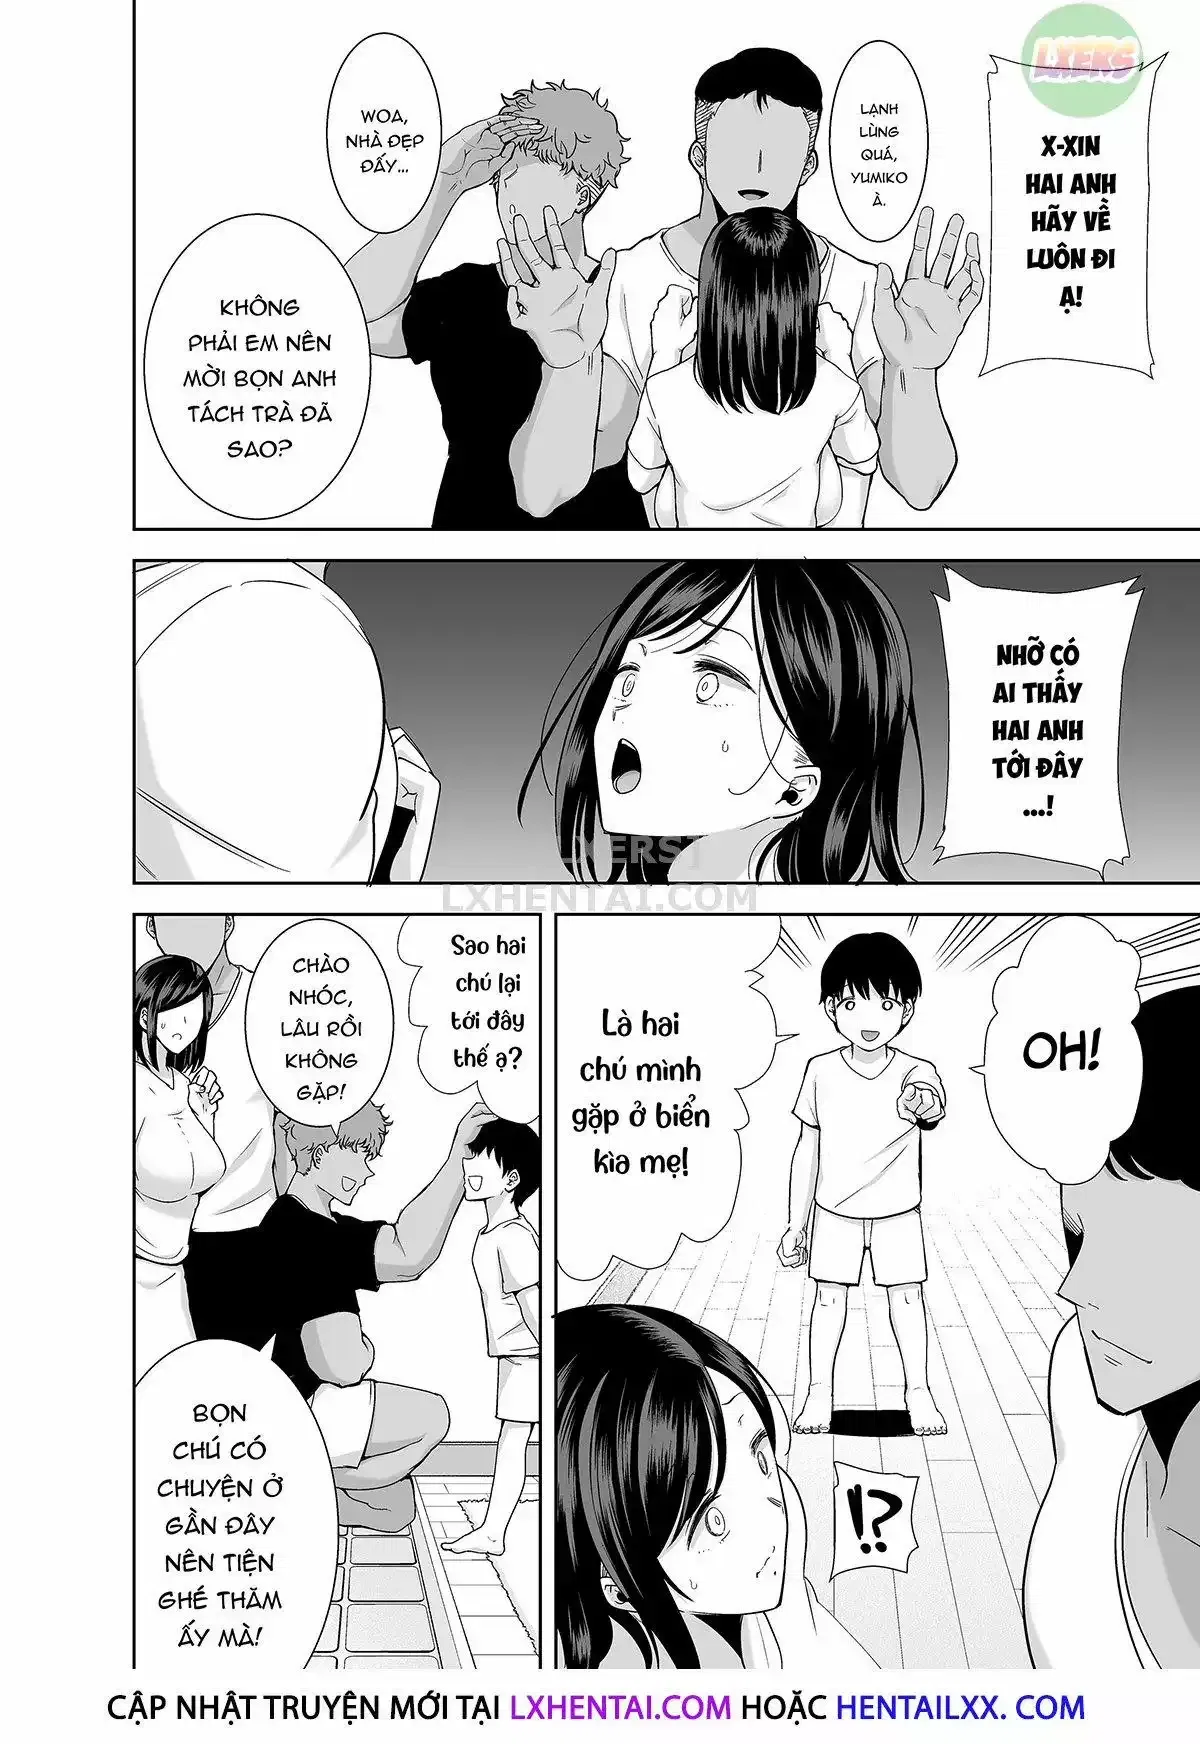 LXERS
X-XIN
HAI ANH
HÃY VỀ
LUÔN ĐI
Ạ!
LẠNH
LÙNG
QUÁ,
YUMIKO
À.
WOA,
NHÀ ĐẸP
ĐẤY...
KHÔNG
PHẢI EM NÊN
MỜI BỌN ANH
TÁCH TRÀ ĐÃ
SAO?
NHỠ CÓ
AI THẤY
HAI ANH
TỚI ĐÂY
...!
LXERST
LXHENTAI.COM
OH!
Là hai
chú mình
gặp ở biển
kìa mẹ!
!?
Sao hai
chú lại
tới đây
thế ạ?
CHÀO
NHÓC,
LÂU RỒI
KHÔNG
GẶP!
BỌN
CHÚ CÓ
CHUYỆN Ở
GẦN ĐÂY
NÊN TIỆN
GHÉ THĂM
ẤY MÀ!
CẬP NHẬT TRUYỆN MỚI TẠI LXHENTAI.COM HOẶC HENTAILXX. COM